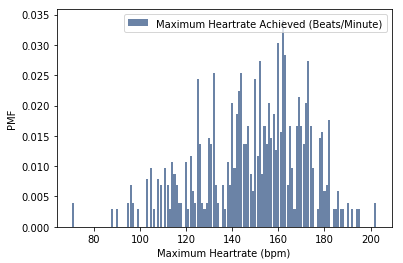 Maximum Heartrate Achieved (Beats/Minute)
0.035
0.030
0.025
0.020
0.015
0.010
0.005
0.000
PMF
80 100 120 140 160 180 200
Maximum Heartrate (bpm)